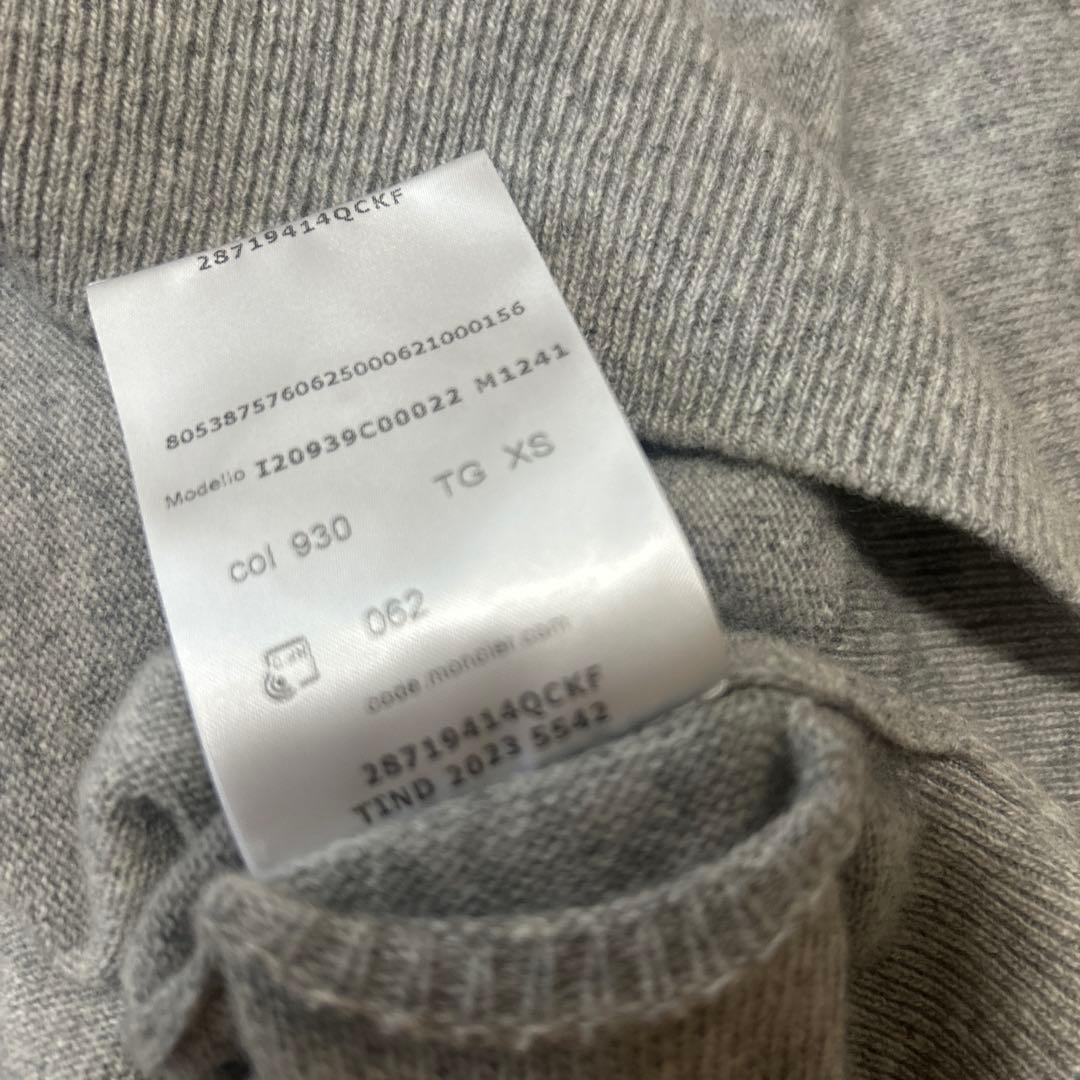 28719414QCKF
8053875760625000621000156
Modello I20939C00022 M1241
TG XS
col 930
062
code.moncler.com
28719414QCKF
TIND 2023 5542